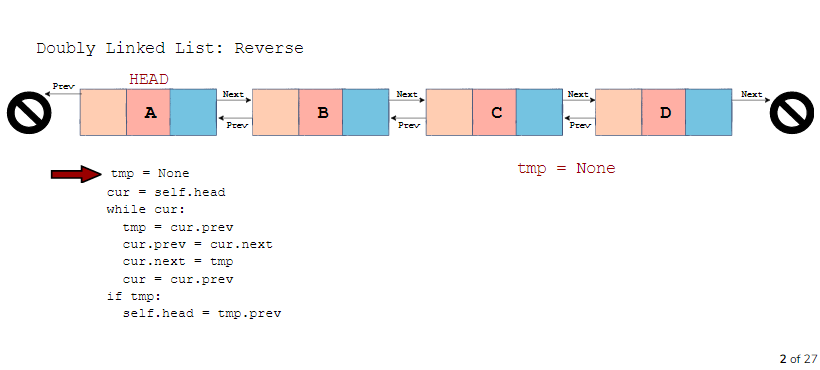 Doubly Linked List: Reverse
HEAD
Prev
Next
Next
Next
Next
A
B
C
D
Prev
Prev
Prev
tmp = None
tmp = None
cur = self.head
while cur:
tmp = cur.prev
cur.prev = cur.next
cur.next = tmp
cur = cur.prev
if tmp:
self.head = tmp.prev
2 of 27